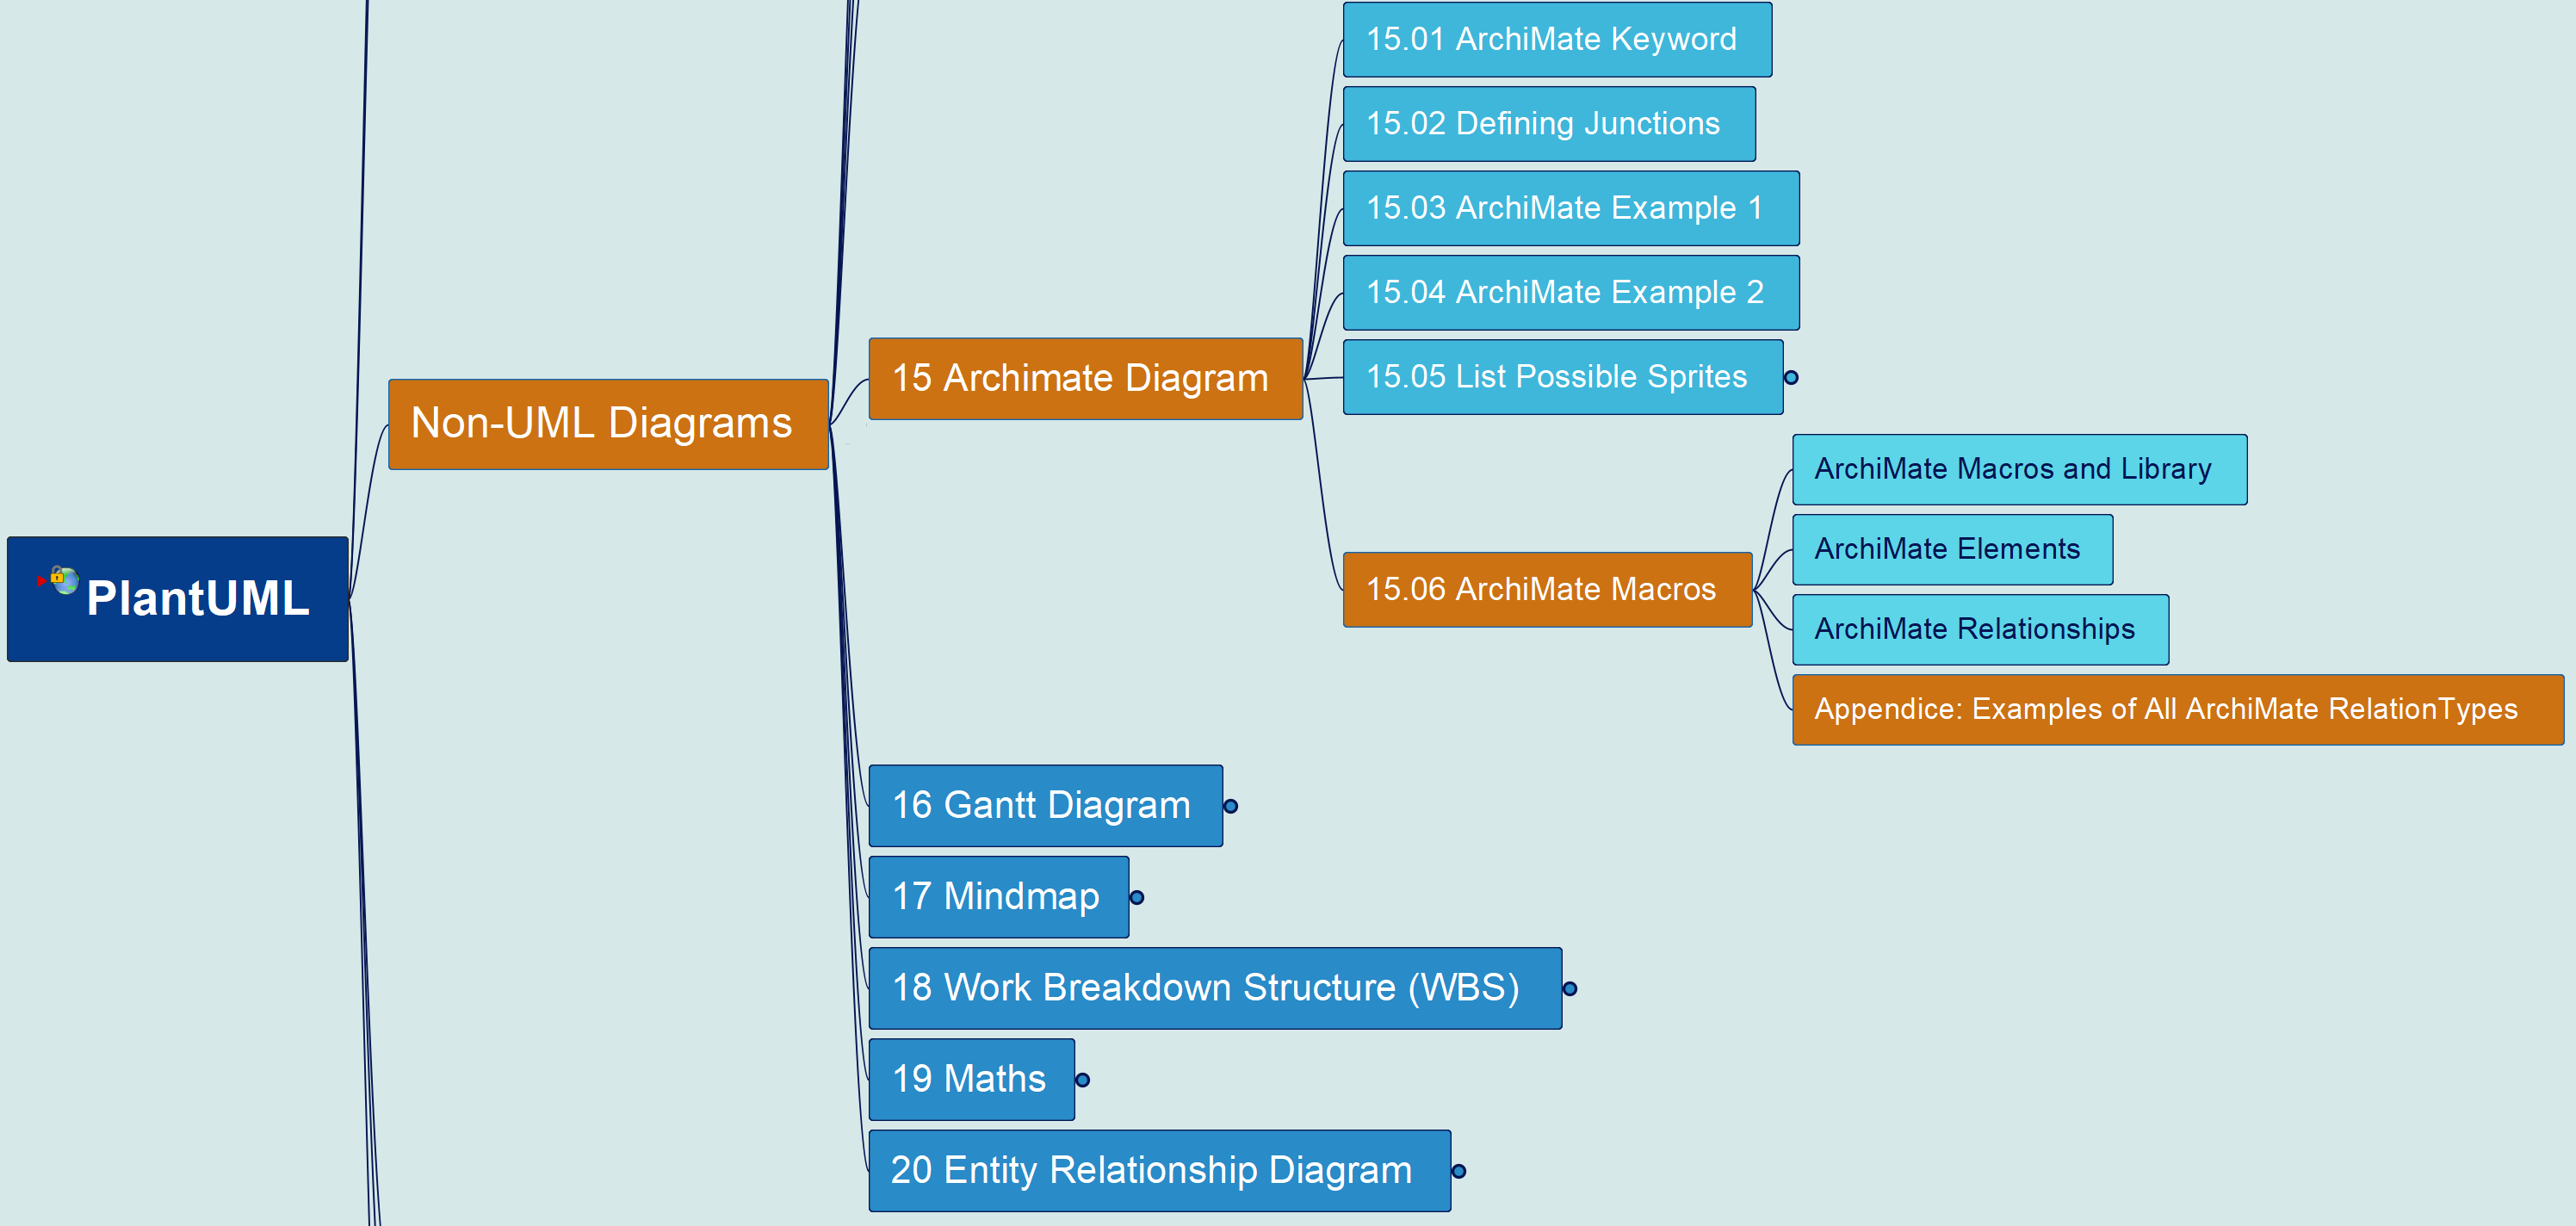 PlantUML
Non-UML Diagrams
15 Archimate Diagram
15.01 ArchiMate Keyword
15.02 Defining Junctions
15.03 ArchiMate Example 1
15.04 ArchiMate Example 2
15.05 List Possible Sprites
15.06 ArchiMate Macros
ArchiMate Macros and Library
ArchiMate Elements
ArchiMate Relationships
Appendice: Examples of All ArchiMate RelationTypes
16 Gantt Diagram
17 Mindmap
18 Work Breakdown Structure (WBS)
19 Maths
20 Entity Relationship Diagram